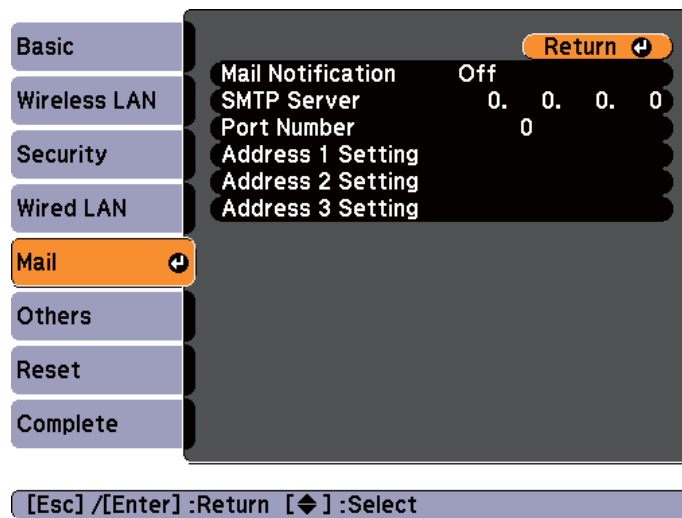 Basic
Wireless LAN
Security
Wired LAN
Mail
Others
Reset
Complete
Return
Mail Notification Off
SMTP Server 0. 0. 0. 0
Port Number 0
Address 1 Setting
Address 2 Setting
Address 3 Setting
[Esc] /[Enter] :Return [◆] :Select